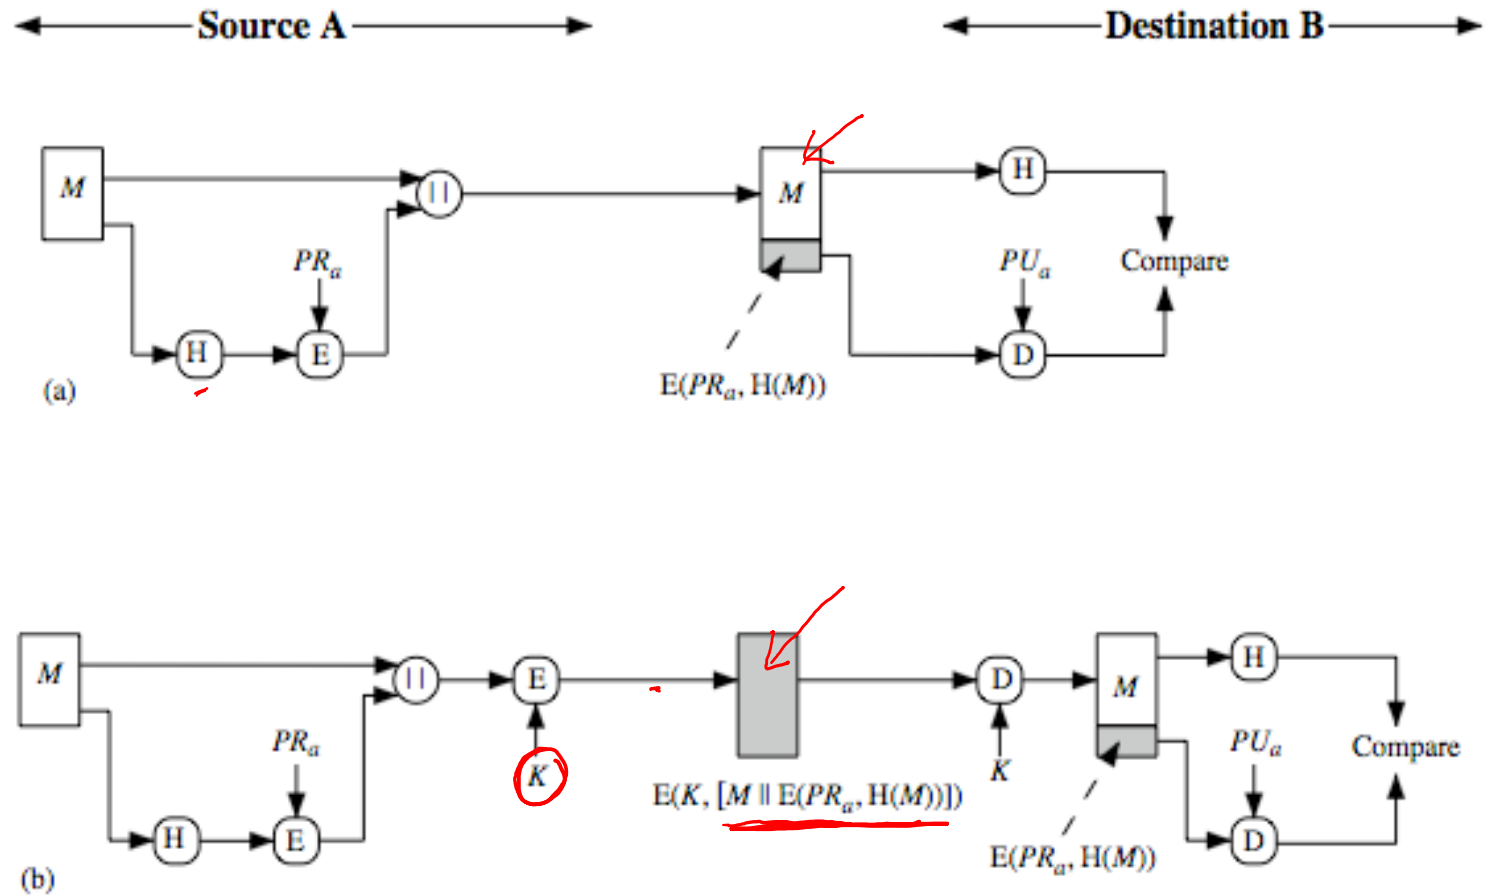 Source A
Destination B
M
||
M
H
PRa
PUa
Compare
H
E
D
E(PRa, H(M))
(a)
M
||
E
D
M
H
PRa
PUa
Compare
K
K
E(K, [M || E(PRa, H(M))])
H
E
D
E(PRa, H(M))
(b)